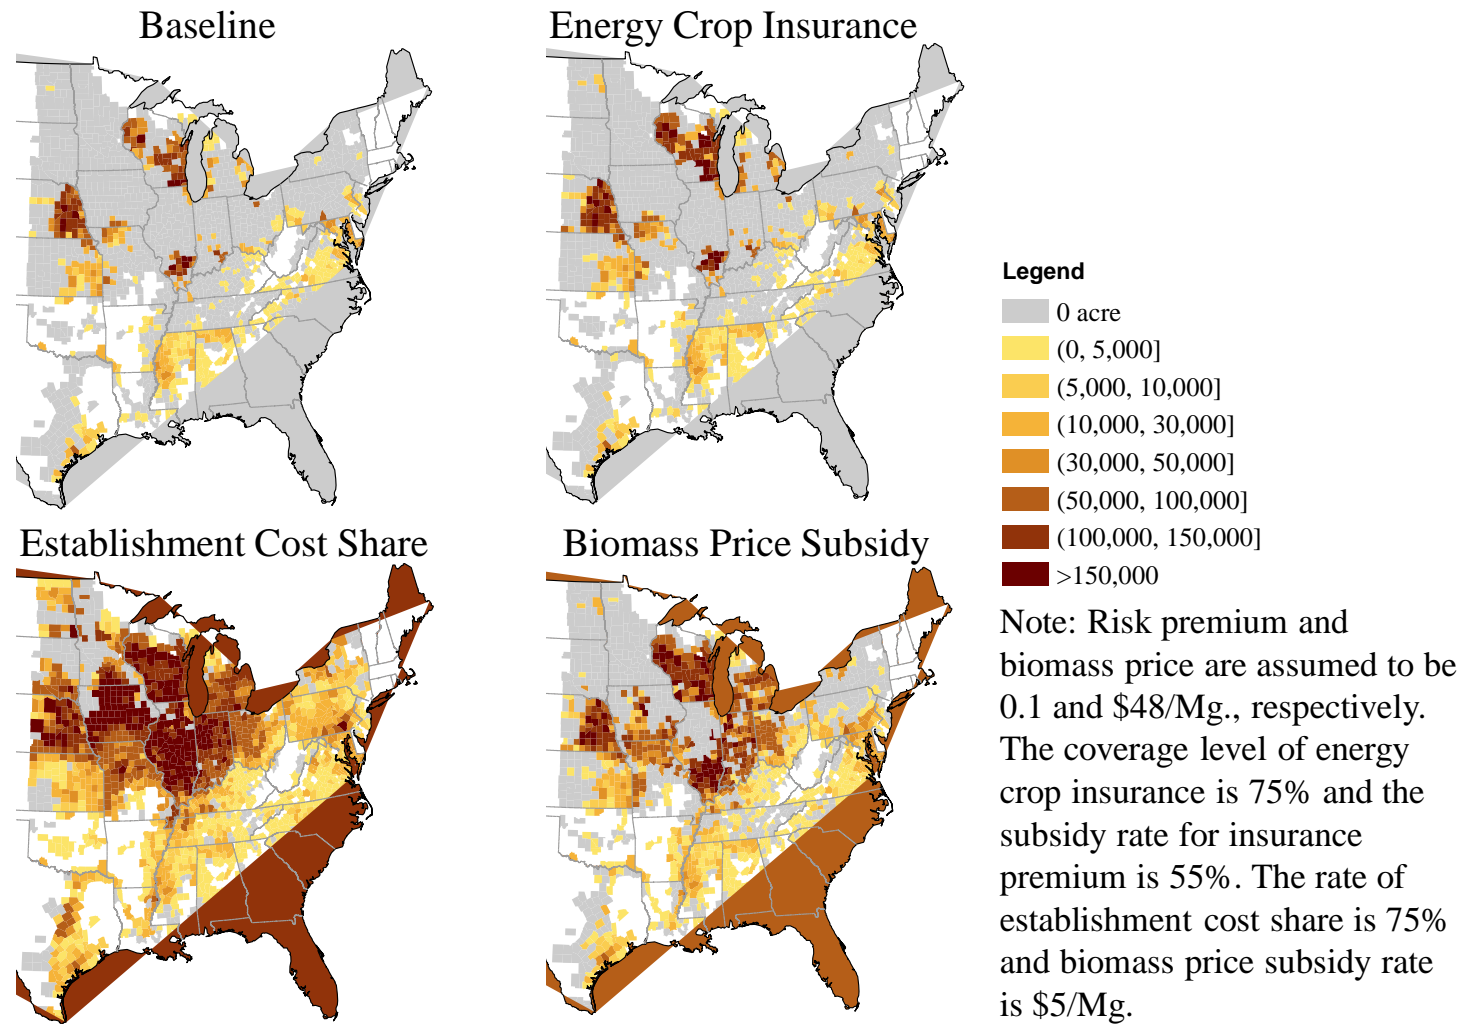 Baseline
Energy Crop Insurance
Establishment Cost Share
Biomass Price Subsidy
Legend
0 acre
(0, 5,000]
(5,000, 10,000]
(10,000, 30,000]
(30,000, 50,000]
(50,000, 100,000]
(100,000, 150,000]
>150,000
Note: Risk premium and
biomass price are assumed to be
0.1 and $48/Mg., respectively.
The coverage level of energy
crop insurance is 75% and the
subsidy rate for insurance
premium is 55%. The rate of
establishment cost share is 75%
and biomass price subsidy rate
is $5/Mg.